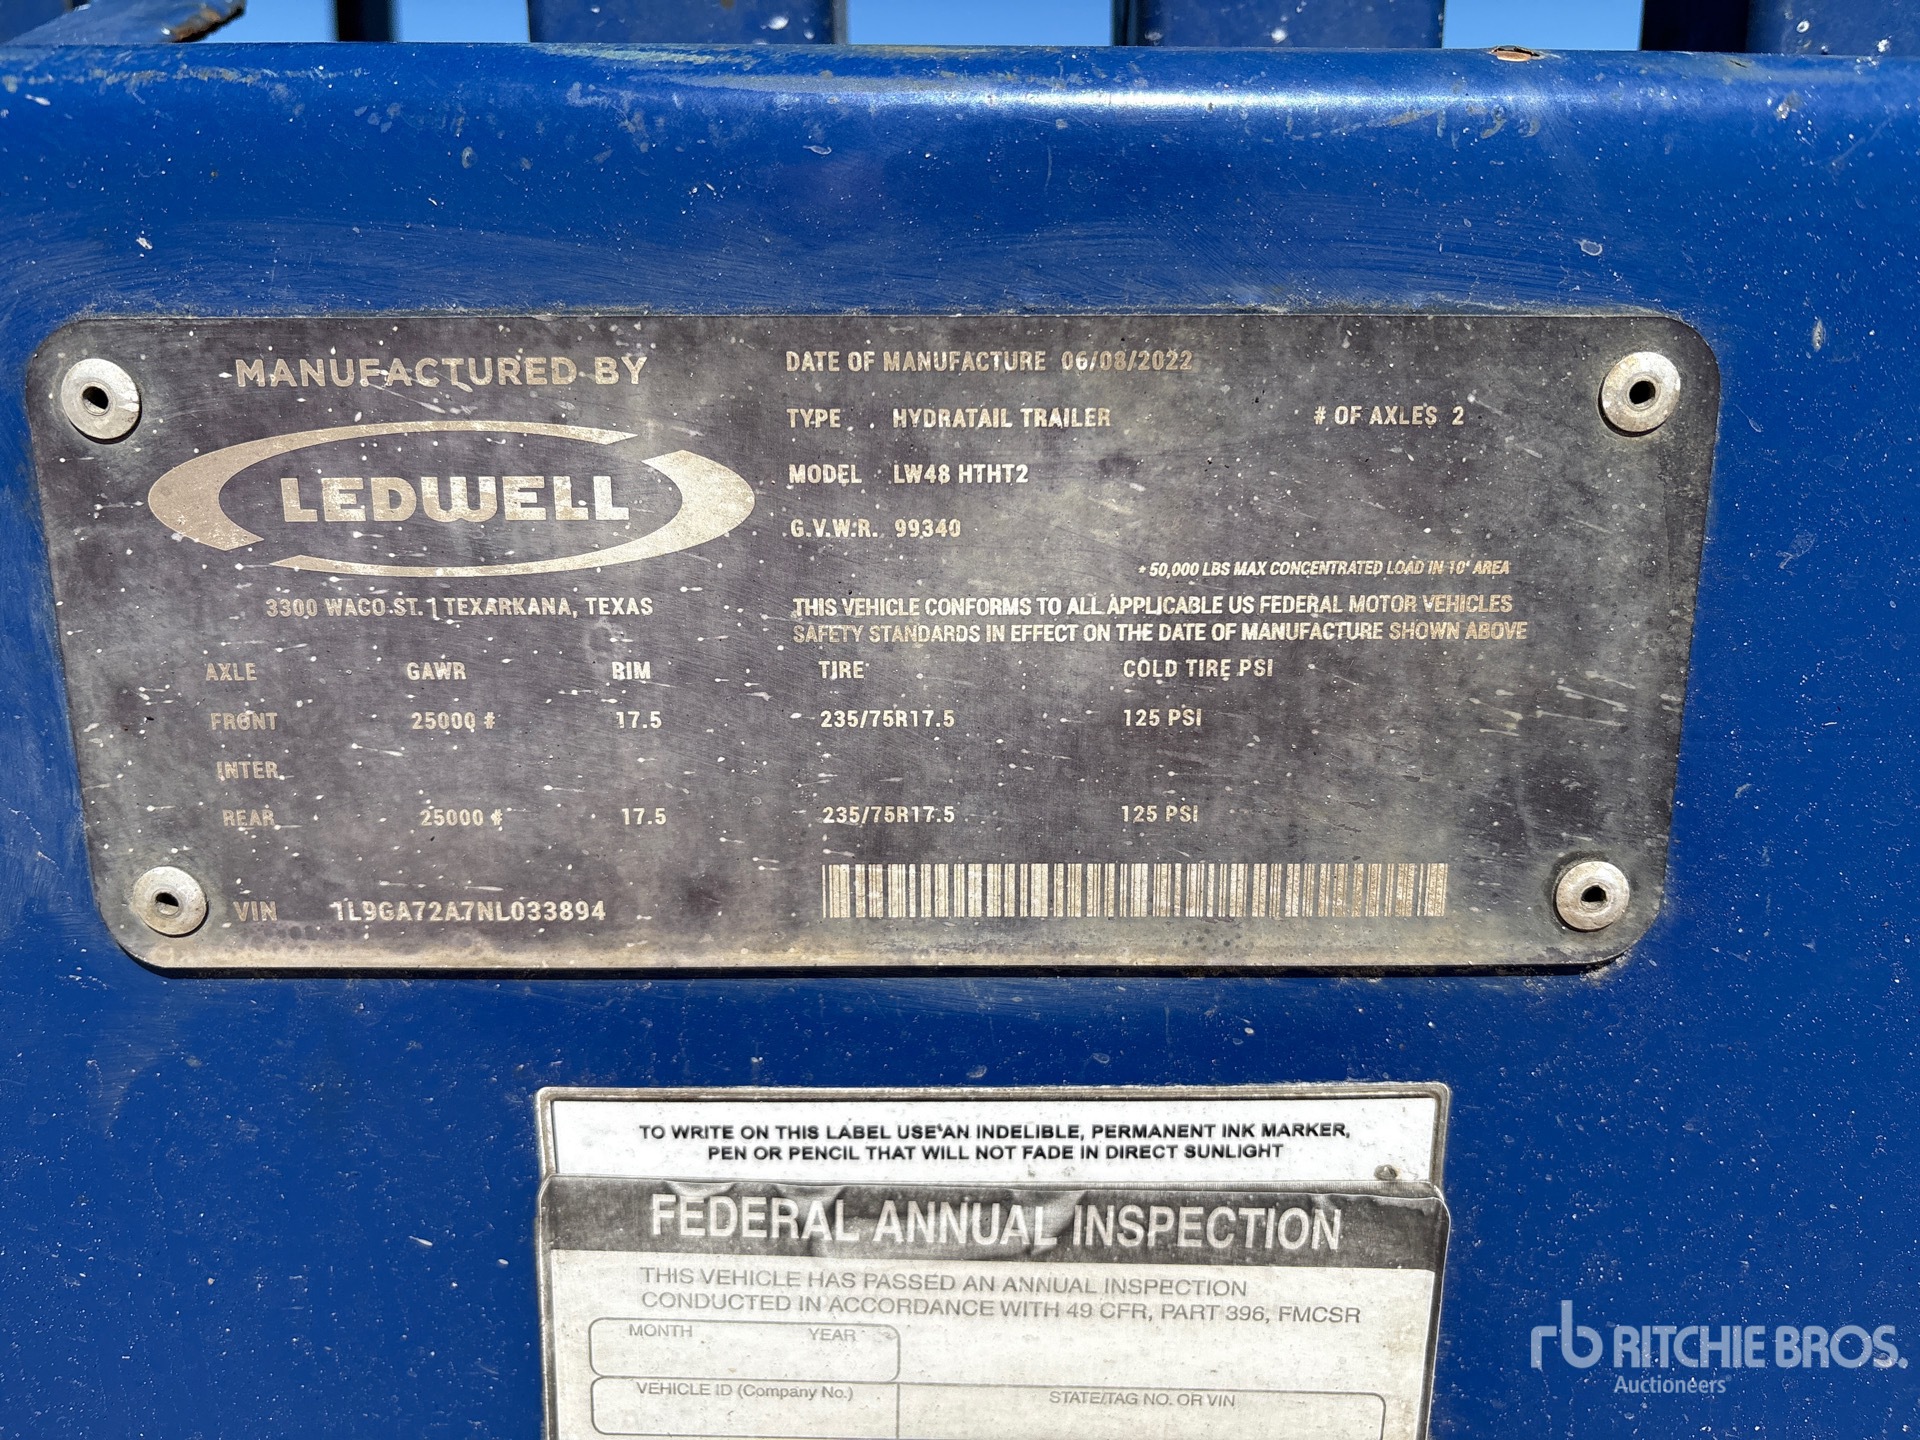 MANUFACTURED BY
LEDWELL
3300 WACO ST. | TEXARKANA, TEXAS
DATE OF MANUFACTURE 06/08/2022
TYPE HYDRATAIL TRAILER # OF AXLES 2
MODEL LW48 HTHT2
G.V.W.R. 99340
* 50,000 LBS MAX CONCENTRATED LOAD IN 10' AREA
THIS VEHICLE CONFORMS TO ALL APPLICABLE US FEDERAL MOTOR VEHICLES
SAFETY STANDARDS IN EFFECT ON THE DATE OF MANUFACTURE SHOWN ABOVE
AXLE GAWR RIM TIRE COLD TIRE PSI
FRONT 25000 # 17.5 235/75R17.5 125 PSI
INTER.
REAR 25000 # 17.5 235/75R17.5 125 PSI
VIN 1L9GA72A7NL033894
TO WRITE ON THIS LABEL USE AN INDELIBLE, PERMANENT INK MARKER,
PEN OR PENCIL THAT WILL NOT FADE IN DIRECT SUNLIGHT
FEDERAL ANNUAL INSPECTION
THIS VEHICLE HAS PASSED AN ANNUAL INSPECTION
CONDUCTED IN ACCORDANCE WITH 49 CFR, PART 396, FMCSR
MONTH YEAR
VEHICLE ID (Company No.) STATE/TAG NO. OR VIN
rb RITCHIE BROS.
Auctioneers